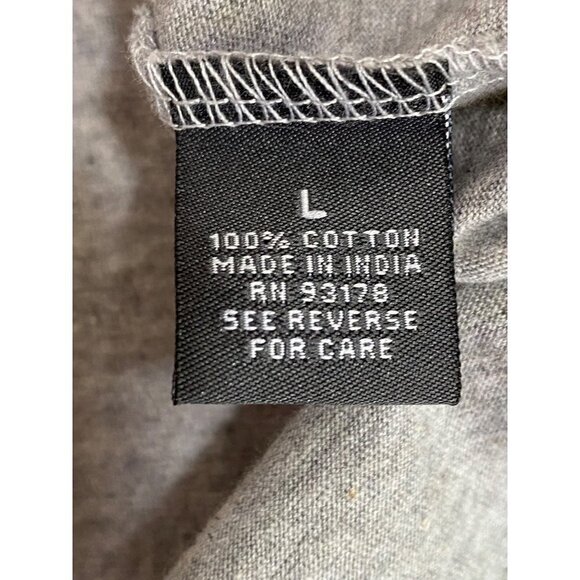 L
100% COTTON
MADE IN INDIA
RN 93178
SEE REVERSE
FOR CARE